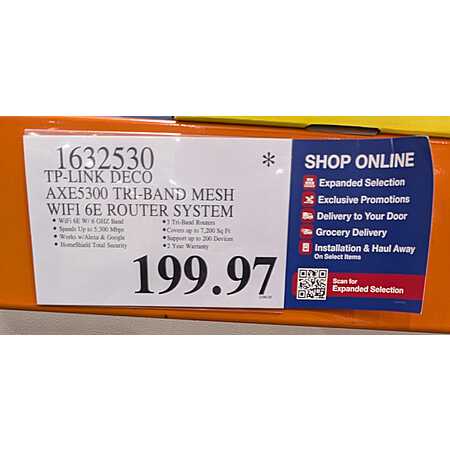 1632530
*
TP-LINK DECO
AXE5300 TRI-BAND MESH
WIFI 6E ROUTER SYSTEM
• WiFi 6E W/ 6 GHZ Band
• Speeds Up to 5,300 Mbps
• Works w/Alexa & Google
• HomeShield Total Security
• 3 Tri-Band Routers
• Covers up to 7,200 Sq Ft
• Support up to 200 Devices
• 2 Year Warranty
199.97
SHOP ONLINE
Expanded Selection
Exclusive Promotions
Delivery to Your Door
Grocery Delivery
Installation & Haul Away
On Select Items
Scan for
Expanded Selection